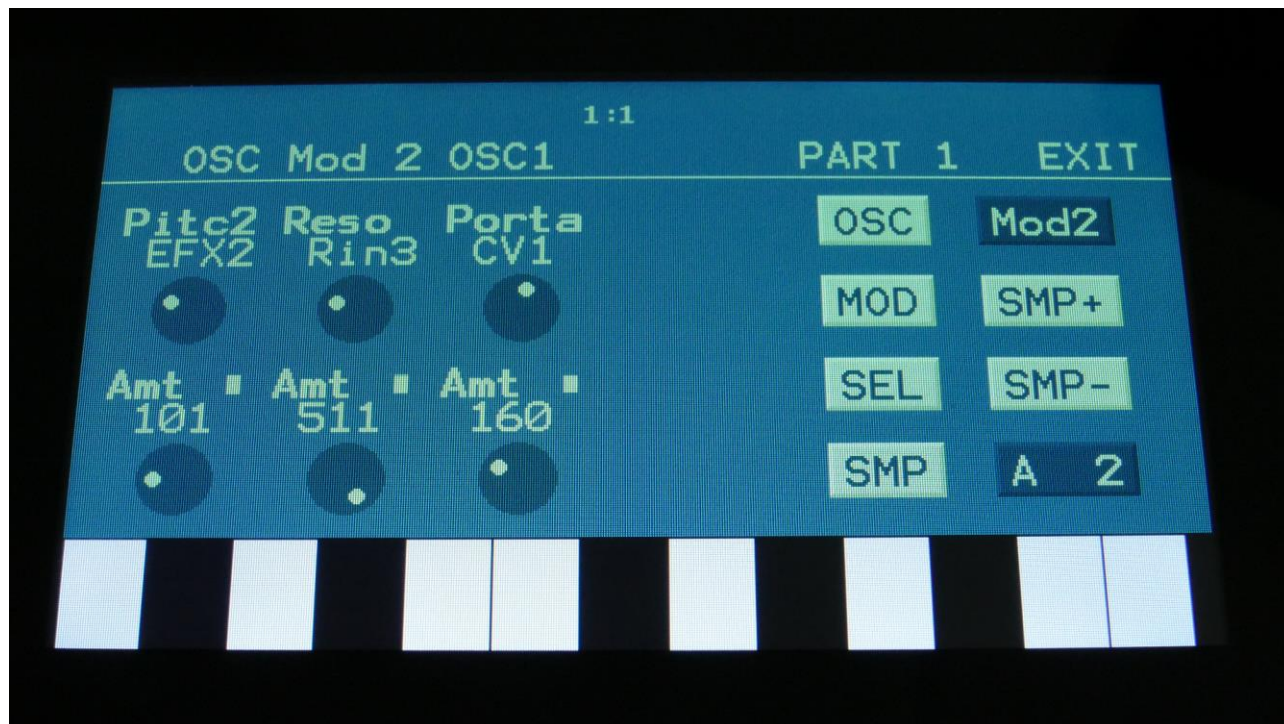 1:1
OSC Mod 2 OSC1 PART 1 EXIT
Pitc2 Reso Porta
EFX2 Rin3 CV1
OSC Mod2
MOD SMP+
Amt Amt Amt
101 511 160
SEL SMP-
SMP A 2